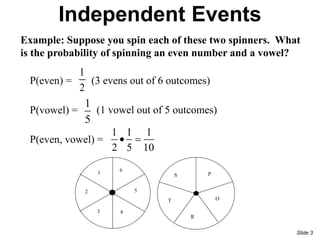 Independent Events
Example: Suppose you spin each of these two spinners. What
is the probability of spinning an even number and a vowel?
P(even) = 1/2 (3 evens out of 6 outcomes)
P(vowel) = 1/5 (1 vowel out of 5 outcomes)
P(even, vowel) = 1/2 • 1/5 = 1/10
1 6
2 5
3 4
S P
T O
R
Slide 3